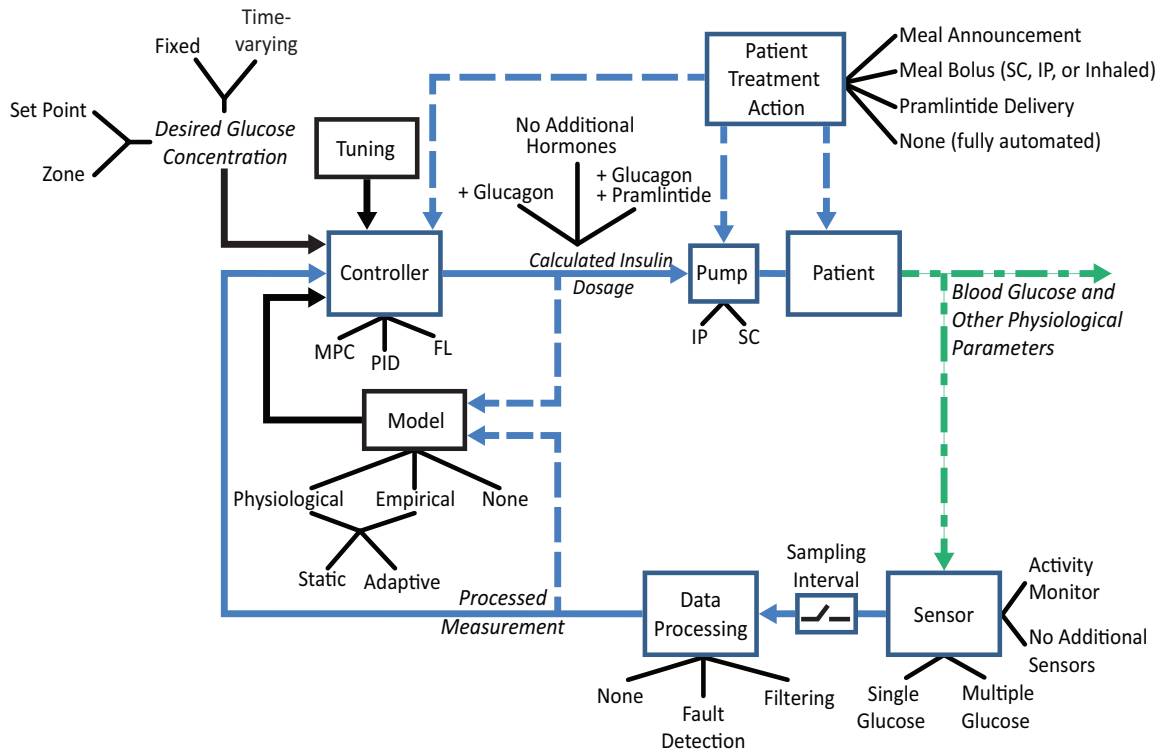 Time-
varying
Fixed
Set Point
Desired Glucose
Concentration
Zone
Tuning
No Additional
Hormones
+ Glucagon
+ Glucagon
+ Pramlintide
Patient
Treatment
Action
Meal Announcement
Meal Bolus (SC, IP, or Inhaled)
Pramlintide Delivery
None (fully automated)
Controller
Calculated Insulin
Dosage
Pump
Patient
Blood Glucose and
Other Physiological
Parameters
MPC
PID
FL
IP
SC
Model
Physiological
Empirical
None
Static
Adaptive
Processed
Measurement
Data
Processing
Sampling
Interval
Sensor
Activity
Monitor
No Additional
Sensors
None
Fault
Detection
Filtering
Single
Glucose
Multiple
Glucose